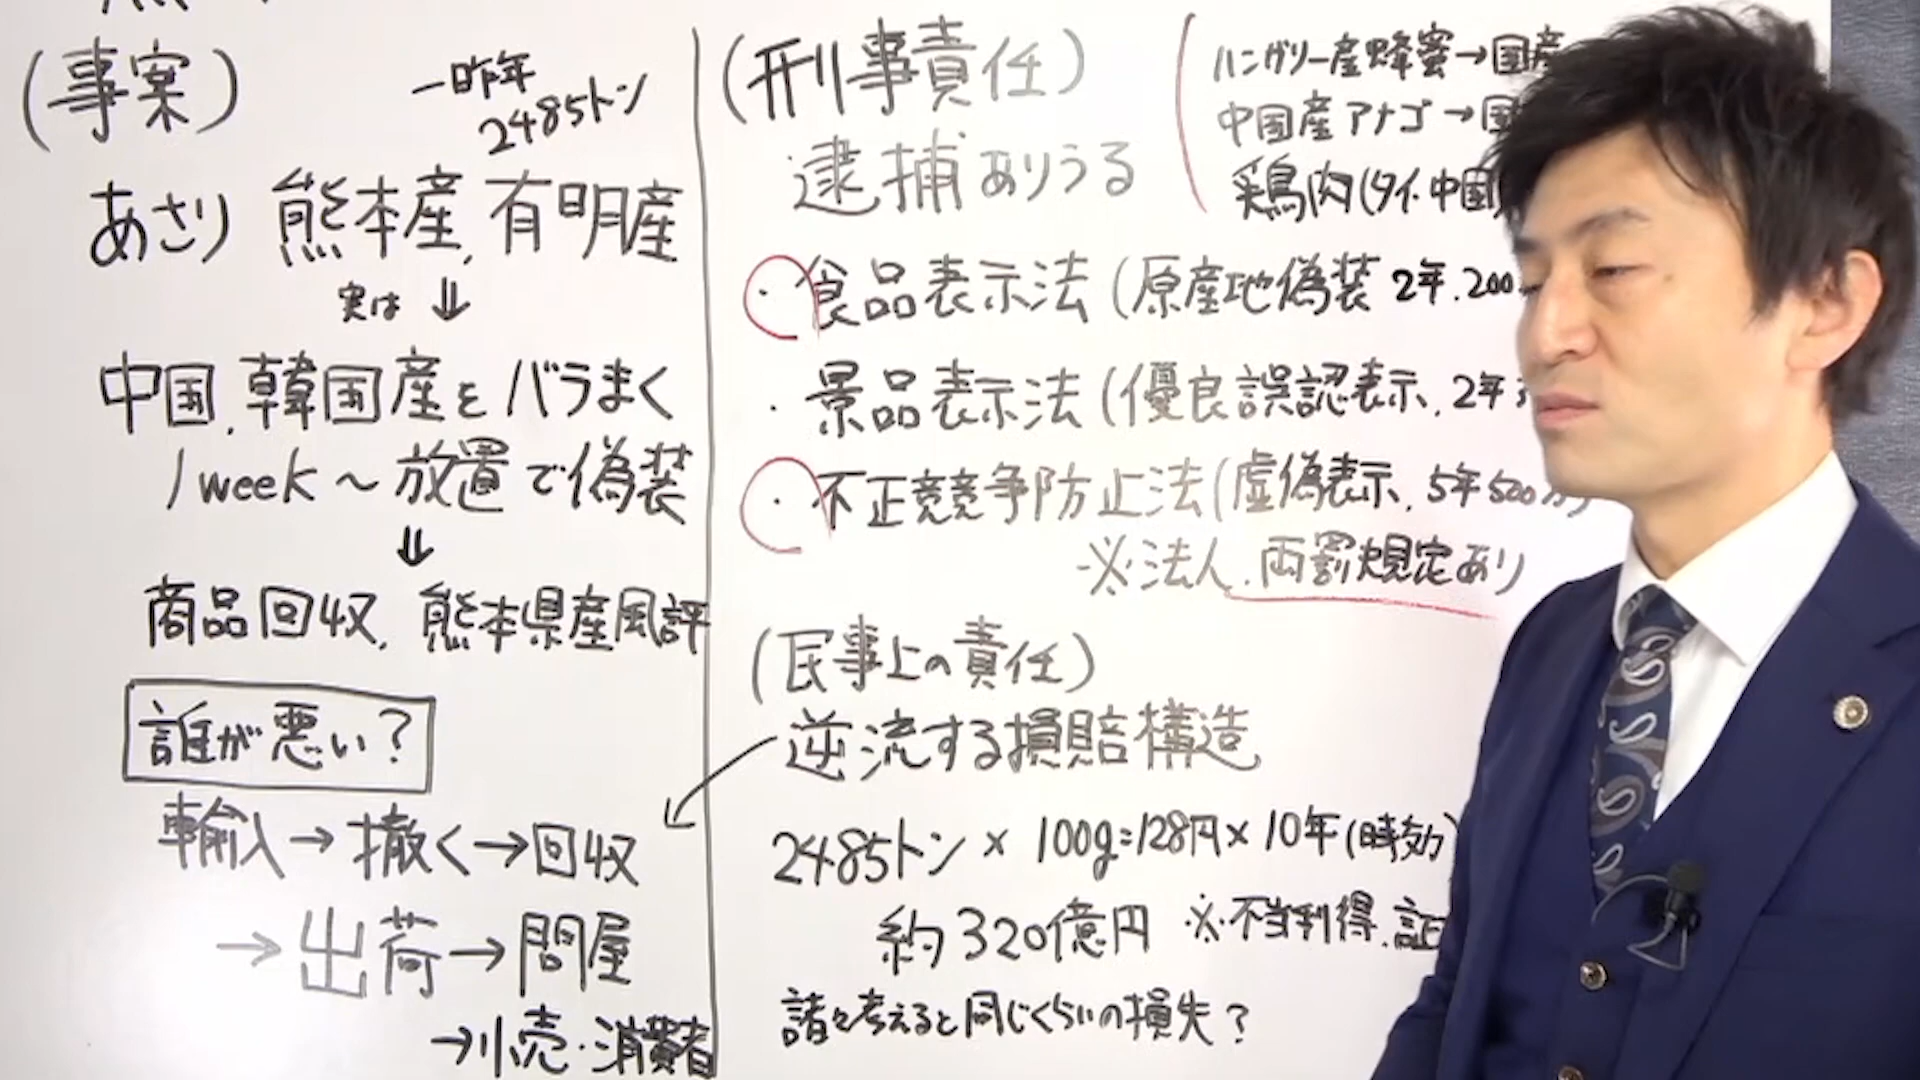 (事案)
一昨年
2485トン
あさり 熊本産,有明産
実は ⇓
中国,韓国産をバラまく
1week〜放置で偽装
⇓
商品回収,熊本県産風評
誰が悪い?
輸入→撤く→回収
→出荷→問屋
→小売・消費者
(刑事責任)
逮捕ありうる
ハンガリー産蜂蜜→国産
中国産アナゴ→国
鶏肉(タイ・中国
・食品表示法(原産地偽装 2年.200
・景品表示法(優良誤認表示,2年
・不正競争防止法(虚偽表示,5年500万)
※法人,両罰規定あり
(民事上の責任)
逆流する損賠構造
2485トン×100g=128円×10年(時効)
約320億円 ※不当利得.証
諸々考えると同じくらいの損失?